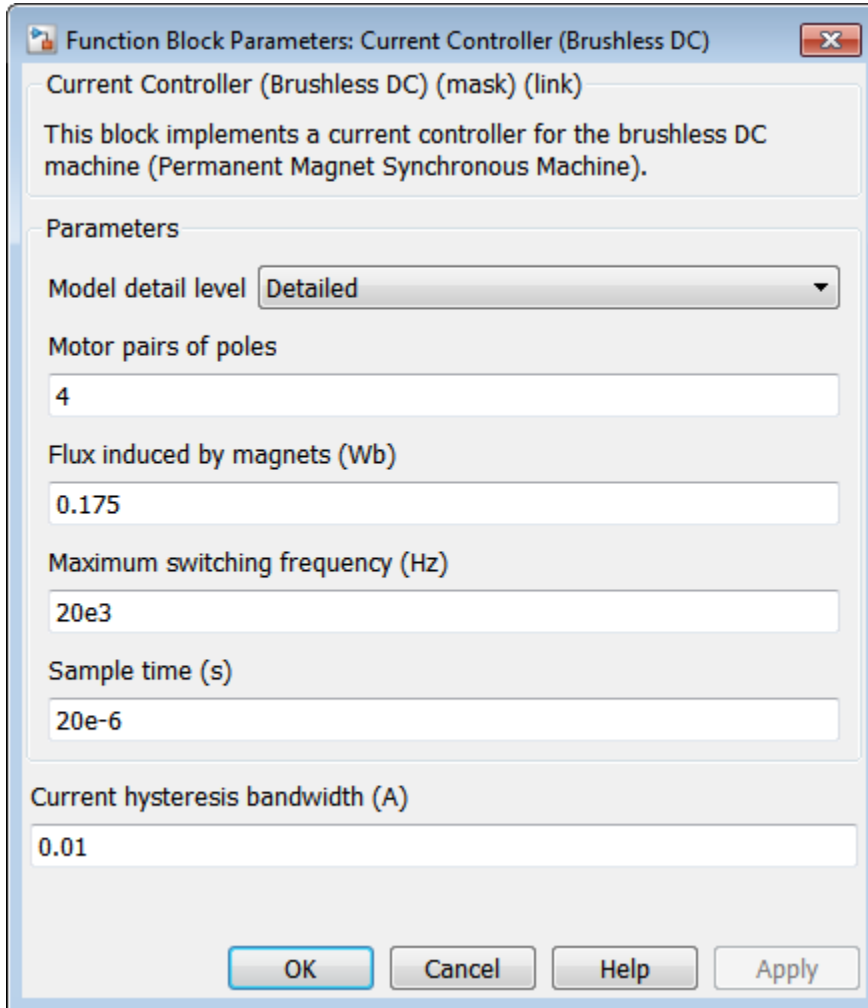 Function Block Parameters: Current Controller (Brushless DC)
Current Controller (Brushless DC) (mask) (link)
This block implements a current controller for the brushless DC
machine (Permanent Magnet Synchronous Machine).
Parameters
Model detail level Detailed
Motor pairs of poles
4
Flux induced by magnets (Wb)
0.175
Maximum switching frequency (Hz)
20e3
Sample time (s)
20e-6
Current hysteresis bandwidth (A)
0.01
OK Cancel Help Apply